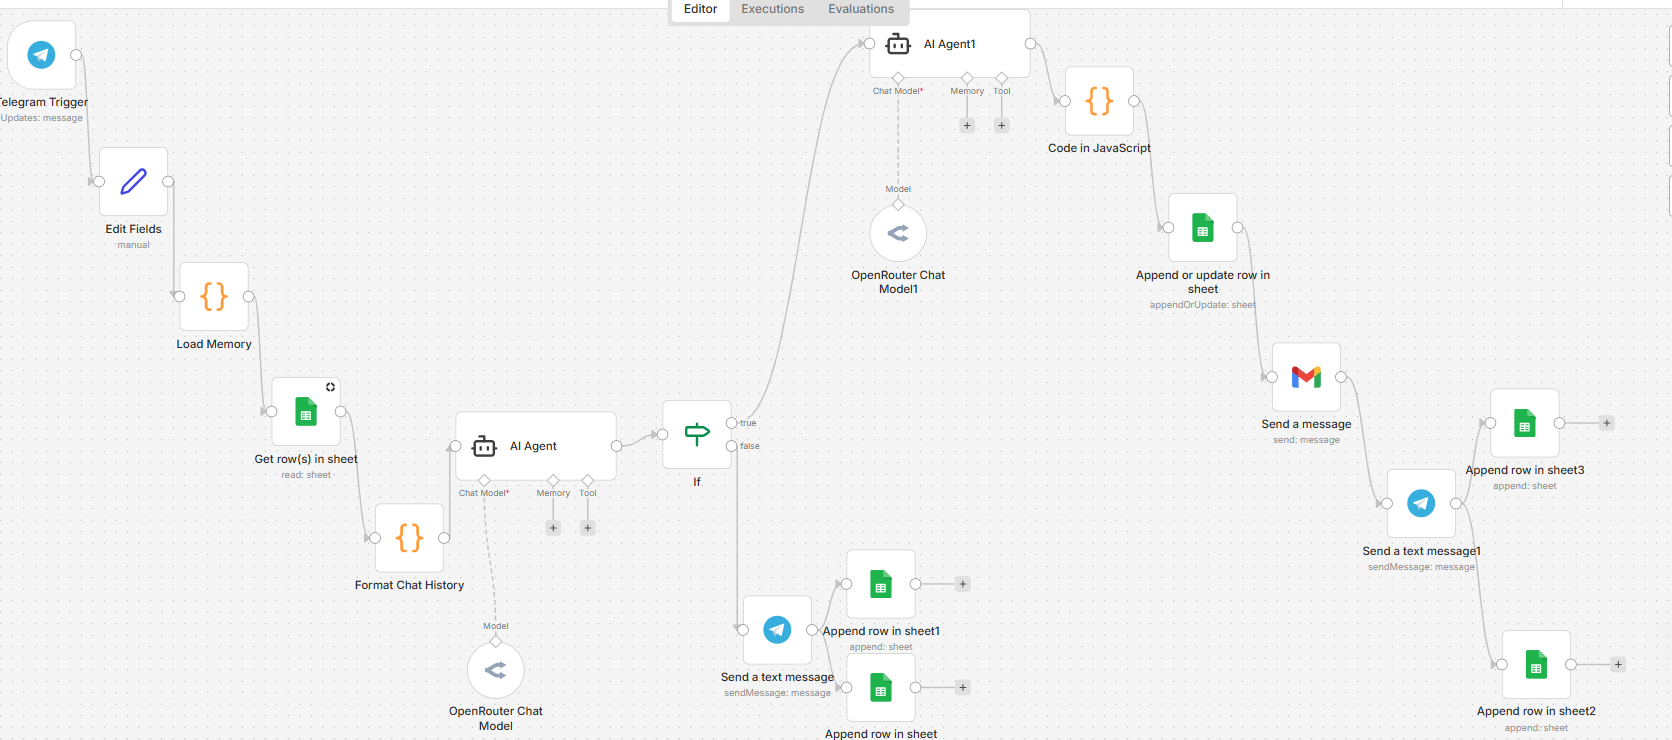 Editor
Executions
Evaluations
Telegram Trigger
Updates: message
Edit Fields
manual
Load Memory
Get row(s) in sheet
read: sheet
Format Chat History
AI Agent
Chat Model*
Memory
Tool
+
+
Model
OpenRouter Chat
Model
If
true
false
Send a text message
sendMessage: message
Append row in sheet1
append: sheet
+
Append row in sheet
+
AI Agent1
Chat Model*
Memory
Tool
+
+
Model
OpenRouter Chat
Model1
Code in JavaScript
Append or update row in
sheet
appendOrUpdate: sheet
Send a message
send: message
Send a text message1
sendMessage: message
Append row in sheet3
append: sheet
+
Append row in sheet2
append: sheet
+